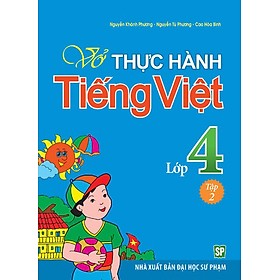 Nguyễn Khánh Phương - Nguyễn Tú Phương - Cao Hòa Bình
Vở THỰC HÀNH
Tiếng Việt
Lớp 4
Tập 2
SP
NHÀ XUẤT BẢN ĐẠI HỌC SƯ PHẠM